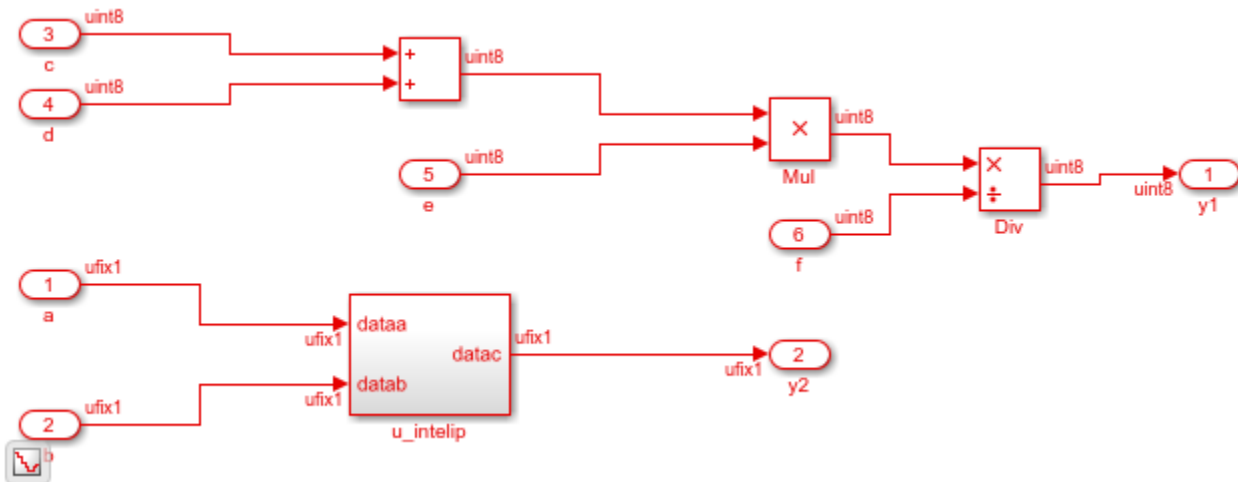 uint8
3
c
uint8
4
d
+
+
uint8
uint8
5
e
×
Mul
uint8
uint8
6
f
×
÷
Div
uint8
uint8
1
y1
ufix1
1
a
ufix1
2
b
ufix1
ufix1
dataa
datab
datac
u_intelip
ufix1
ufix1
2
y2